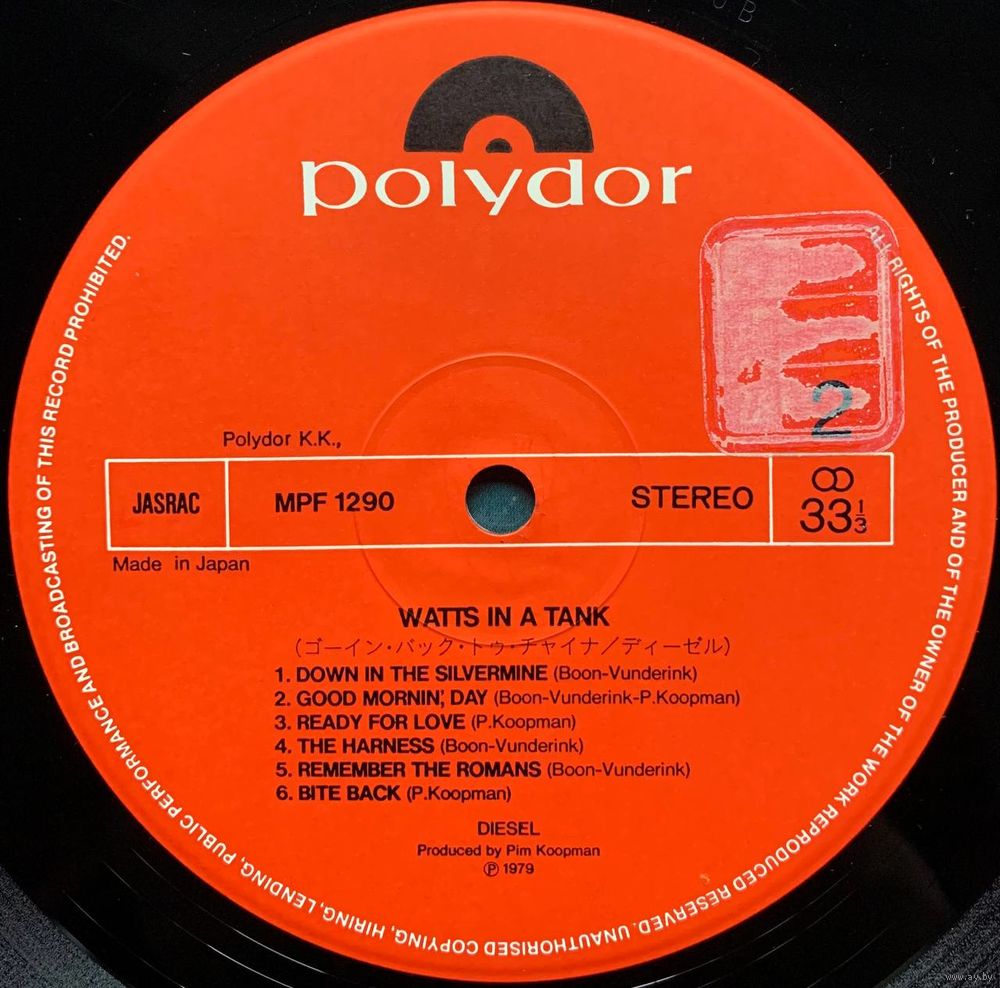 polydor
ALL RIGHTS OF THE PRODUCER AND OF THE OWNER OF THE WORK REPRODUCED RESERVED. UNAUTHORISED COPYING, HIRING, LENDING, PUBLIC PERFORMANCE AND BROADCASTING OF THIS RECORD PROHIBITED.
2
Polydor K.K.,
JASRAC MPF 1290 STEREO 33 1/3
Made in Japan
WATTS IN A TANK
(ゴーイン・バック・トゥ・チャイナ/ディーゼル)
1. DOWN IN THE SILVERMINE (Boon-Vunderink)
2. GOOD MORNIN', DAY (Boon-Vunderink-P.Koopman)
3. READY FOR LOVE (P.Koopman)
4. THE HARNESS (Boon-Vunderink)
5. REMEMBER THE ROMANS (Boon-Vunderink)
6. BITE BACK (P.Koopman)
DIESEL
Produced by Pim Koopman
Ⓟ 1979
www.ay.by